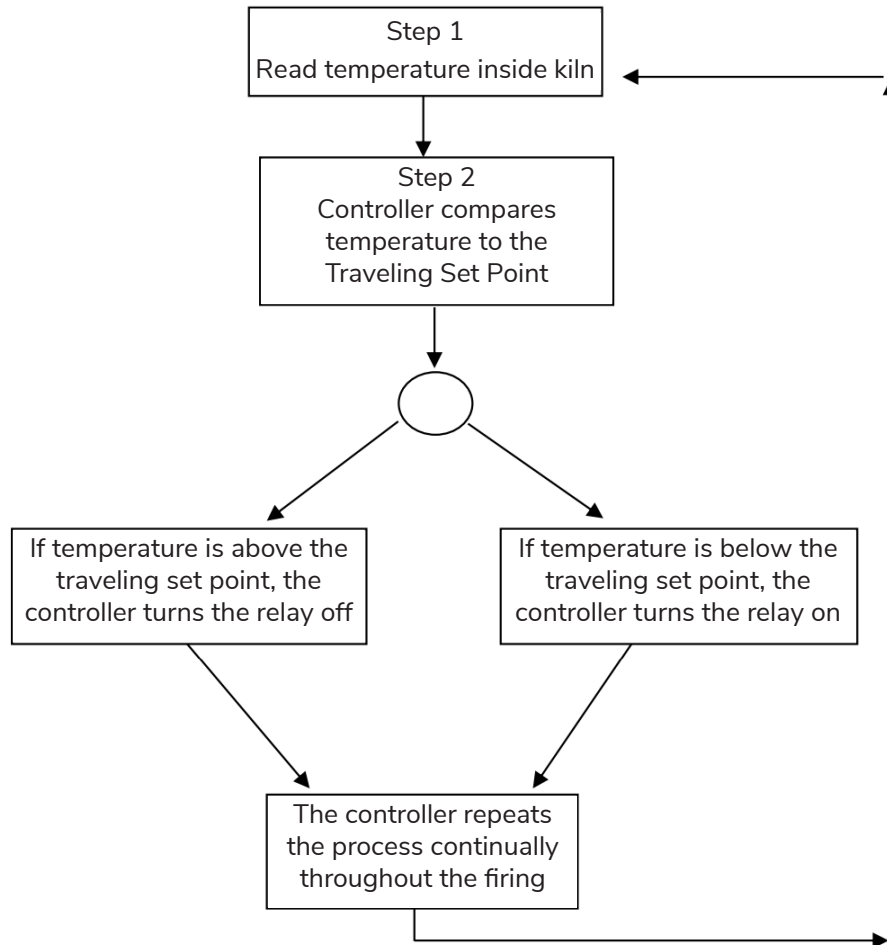 Step 1
Read temperature inside kiln
Step 2
Controller compares
temperature to the
Traveling Set Point
If temperature is above the
traveling set point, the
controller turns the relay off
If temperature is below the
traveling set point, the
controller turns the relay on
The controller repeats
the process continually
throughout the firing